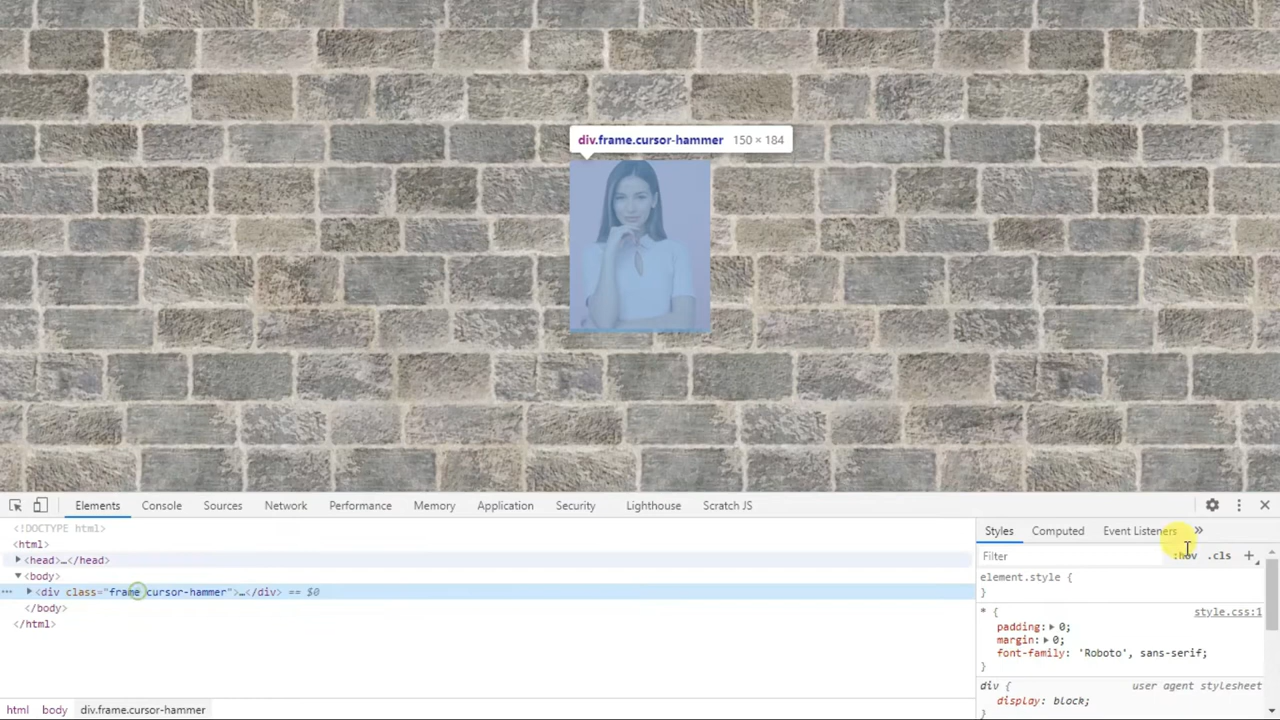 div.frame.cursor-hammer 150 × 184
Elements Console Sources Network Performance Memory Application Security Lighthouse Scratch JS
<!DOCTYPE html>
<html>
<head>…</head>
<body>
<div class="frame cursor-hammer">…</div> == $0
</body>
</html>
html body div.frame.cursor-hammer
Styles Computed Event Listeners »
Filter :hov .cls +
element.style {
}
* { style.css:1
padding: 0;
margin: 0;
font-family: 'Roboto', sans-serif;
}
div { user agent stylesheet
display: block;
}